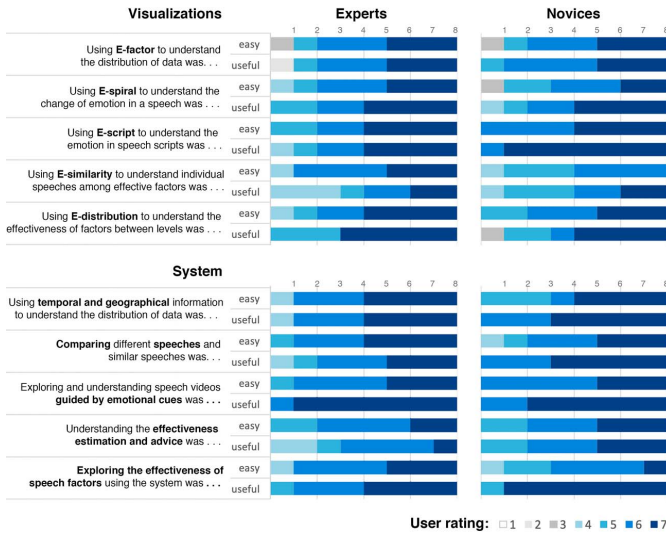 Visualizations Experts Novices
1 2 3 4 5 6 7 8 1 2 3 4 5 6 7 8
Using E-factor to understand
the distribution of data was. . .
easy
useful
Using E-spiral to understand the
change of emotion in a speech was . . .
easy
useful
Using E-script to understand the
emotion in speech scripts was . . .
easy
useful
Using E-similarity to understand individual
speeches among effective factors was . . .
easy
useful
Using E-distribution to understand the
effectiveness of factors between levels was . . .
easy
useful
System
1 2 3 4 5 6 7 8 1 2 3 4 5 6 7 8
Using temporal and geographical information
to understand the distribution of data was. . .
easy
useful
Comparing different speeches and
similar speeches was. . .
easy
useful
Exploring and understanding speech videos
guided by emotional cues was . . .
easy
useful
Understanding the effectiveness
estimation and advice was . . .
easy
useful
Exploring the effectiveness of
speech factors using the system was . . .
easy
useful
User rating: 1 2 3 4 5 6 7